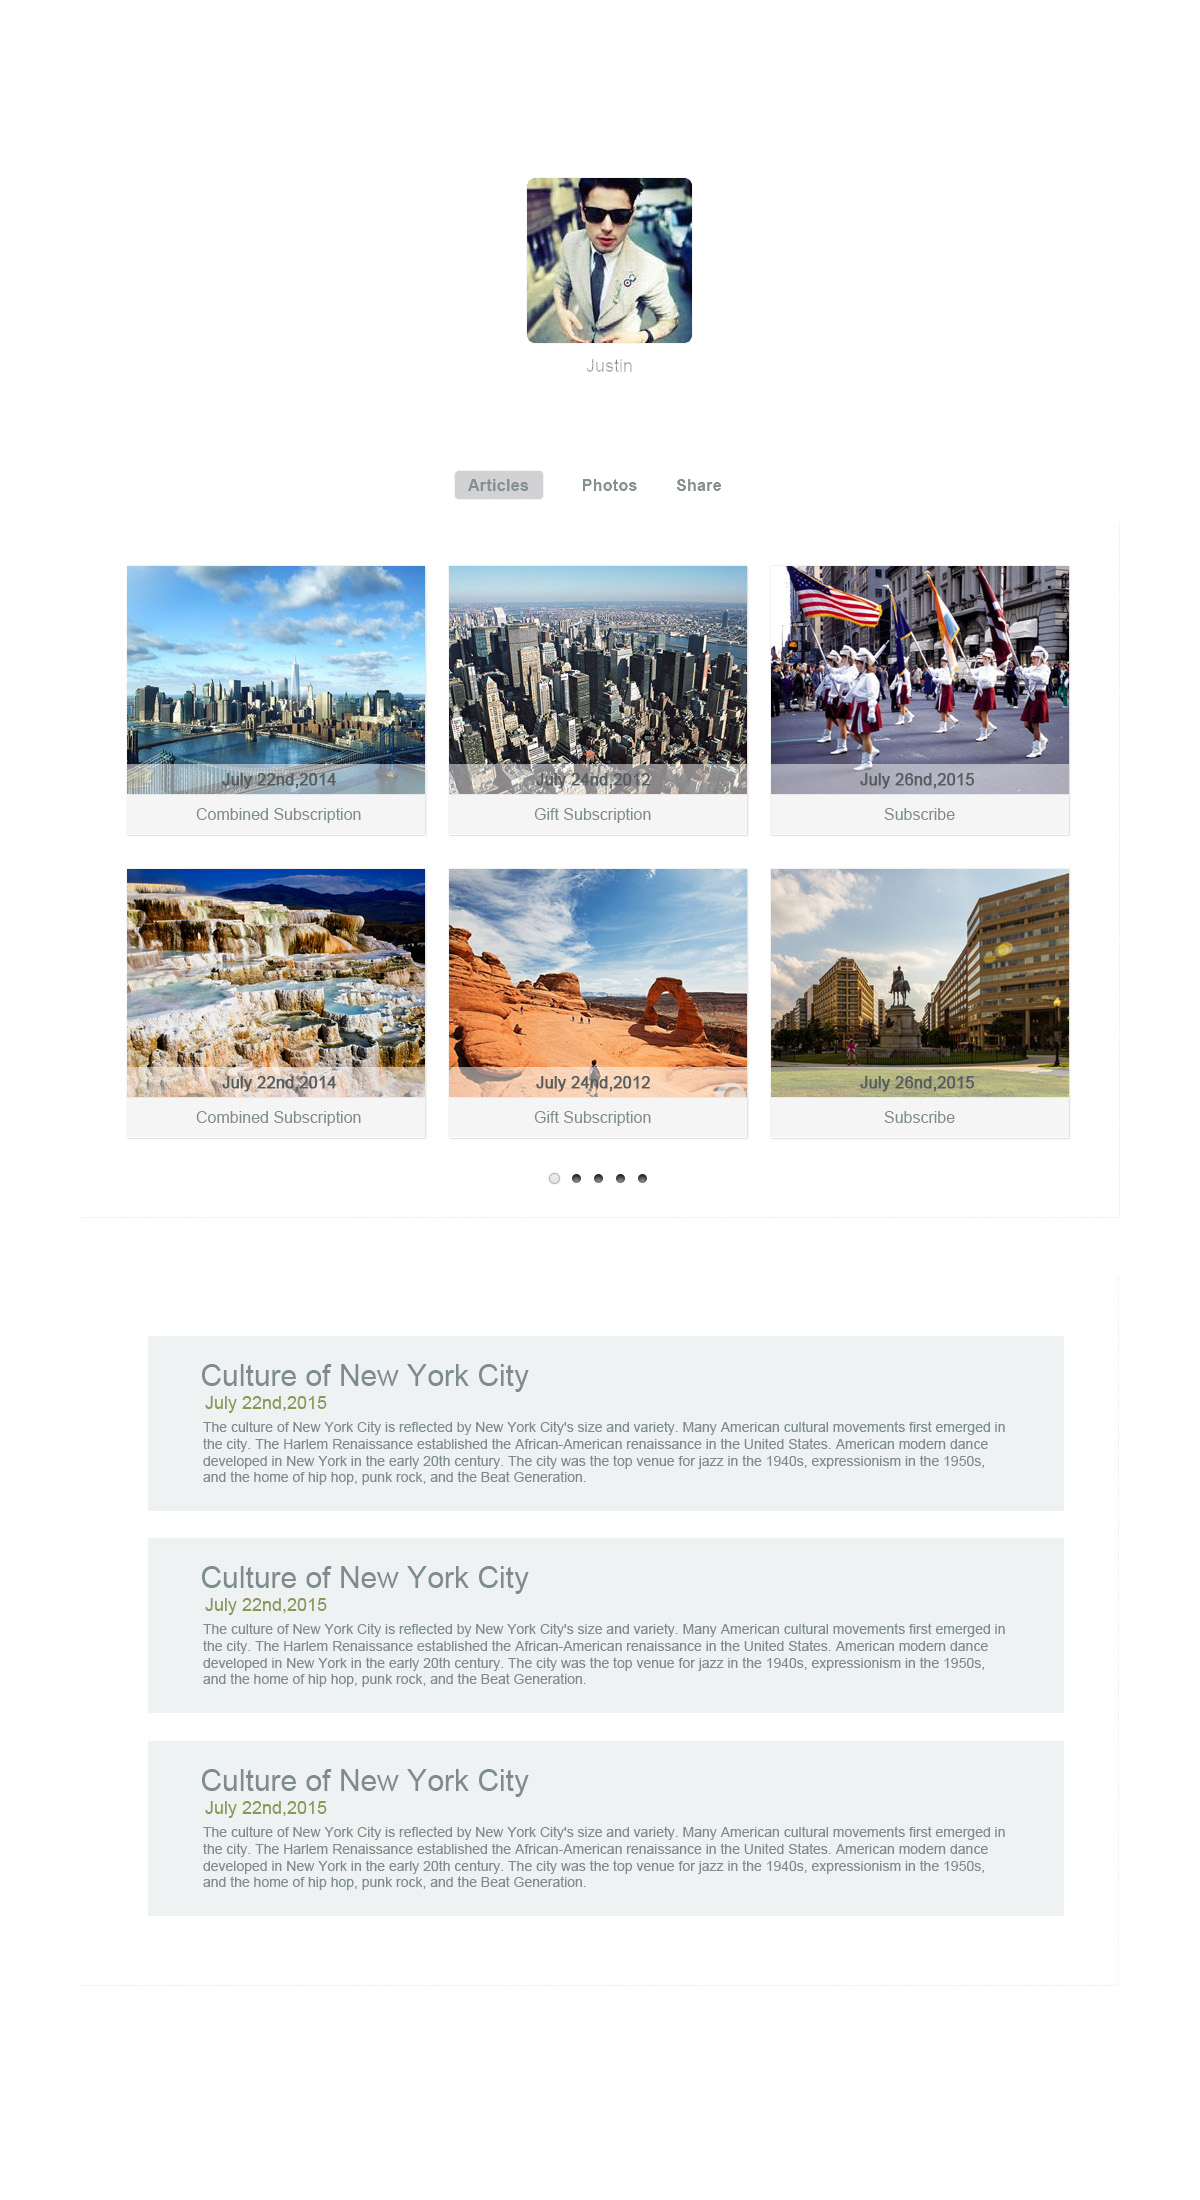 Justin
Articles Photos Share
July 22nd,2014 July 24nd,2012 July 26nd,2015
Combined Subscription Gift Subscription Subscribe
July 22nd,2014 July 24nd,2012 July 26nd,2015
Combined Subscription Gift Subscription Subscribe
Culture of New York City
July 22nd,2015
The culture of New York City is reflected by New York City's size and variety. Many American cultural movements first emerged in
the city. The Harlem Renaissance established the African-American renaissance in the United States. American modern dance
developed in New York in the early 20th century. The city was the top venue for jazz in the 1940s, expressionism in the 1950s,
and the home of hip hop, punk rock, and the Beat Generation.
Culture of New York City
July 22nd,2015
The culture of New York City is reflected by New York City's size and variety. Many American cultural movements first emerged in
the city. The Harlem Renaissance established the African-American renaissance in the United States. American modern dance
developed in New York in the early 20th century. The city was the top venue for jazz in the 1940s, expressionism in the 1950s,
and the home of hip hop, punk rock, and the Beat Generation.
Culture of New York City
July 22nd,2015
The culture of New York City is reflected by New York City's size and variety. Many American cultural movements first emerged in
the city. The Harlem Renaissance established the African-American renaissance in the United States. American modern dance
developed in New York in the early 20th century. The city was the top venue for jazz in the 1940s, expressionism in the 1950s,
and the home of hip hop, punk rock, and the Beat Generation.